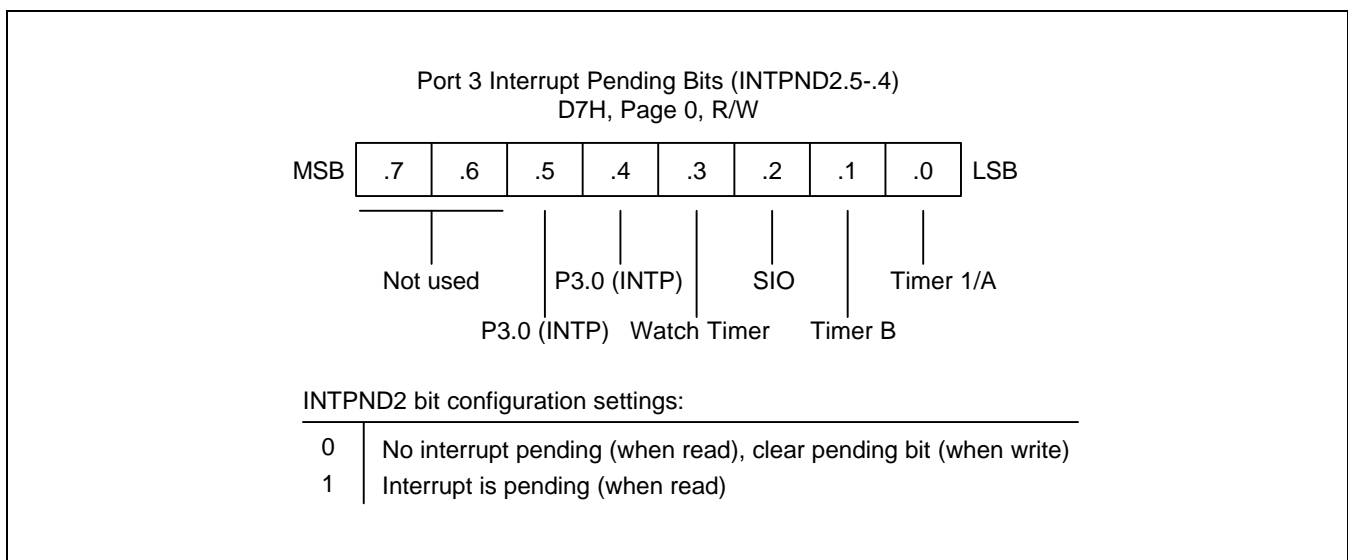 Port 3 Interrupt Pending Bits (INTPND2.5-.4)
D7H, Page 0, R/W
MSB .7 .6 .5 .4 .3 .2 .1 .0 LSB
Not used P3.0 (INTP) SIO Timer 1/A
P3.0 (INTP) Watch Timer Timer B
INTPND2 bit configuration settings:
0 No interrupt pending (when read), clear pending bit (when write)
1 Interrupt is pending (when read)